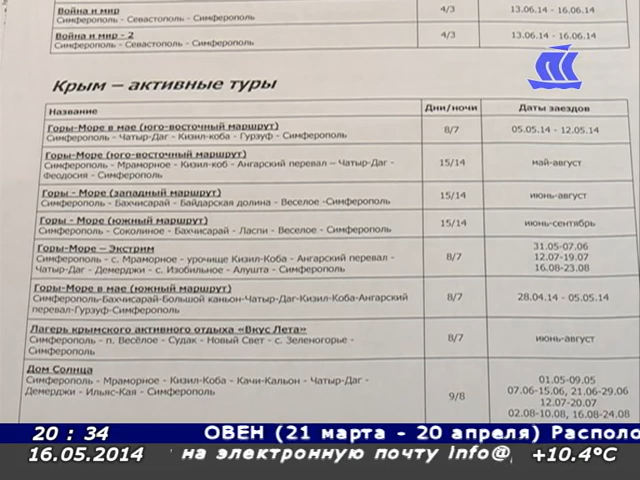 Война и мир
Симферополь - Севастополь - Симферополь
4/3
13.06.14 - 16.06.14
Война и мир - 2
Симферополь - Севастополь - Симферополь
4/3
13.06.14 - 16.06.14
Крым – активные туры
Название
Дни/ночи
Даты заездов
Горы-Море в мае (юго-восточный маршрут)
Симферополь - Чатыр-Даг - Кизил-коба - Гурзуф - Симферополь
8/7
05.05.14 - 12.05.14
Горы-Море (юго-восточный маршрут)
Симферополь - Мраморное - Кизил-коб - Ангарский перевал – Чатыр-Даг -
Феодосия - Симферополь
15/14
май-август
Горы - Море (западный маршрут)
Симферополь - Бахчисарай - Байдарская долина - Веселое -Симферополь
15/14
июнь-август
Горы - Море (южный маршрут)
Симферополь - Соколиное - Бахчисарай - Ласпи - Веселое - Симферополь
15/14
июнь-сентябрь
Горы-Море – Экстрим
Симферополь - с. Мраморное - урочище Кизил-Коба - Ангарский перевал -
Чатыр-Даг - Демерджи - с. Изобильное - Алушта - Симферополь
8/7
31.05-07.06
12.07-19.07
16.08-23.08
Горы-Море в мае (южный маршрут)
Симферополь-Бахчисарай-Большой каньон-Чатыр-Даг-Кизил-Коба-Ангарский
перевал-Гурзуф-Симферополь
8/7
28.04.14 - 05.05.14
Лагерь крымского активного отдыха «Вкус Лета»
Симферополь - п. Весёлое - Судак - Новый Свет - с. Зеленогорье -
Симферополь
8/7
июнь-август
Дом Солнца
Симферополь - Мраморное - Кизил-Коба - Качи-Кальон - Чатыр-Даг -
Демерджи - Ильяс-Кая - Симферополь
9/8
01.05-09.05
07.06-15.06, 21.06-29.06
12.07-20.07
02.08-10.08, 16.08-24.08
20 : 34
ОВЕН (21 марта - 20 апреля) Располо
16.05.2014
на электронную почту Info@
+10.4°C